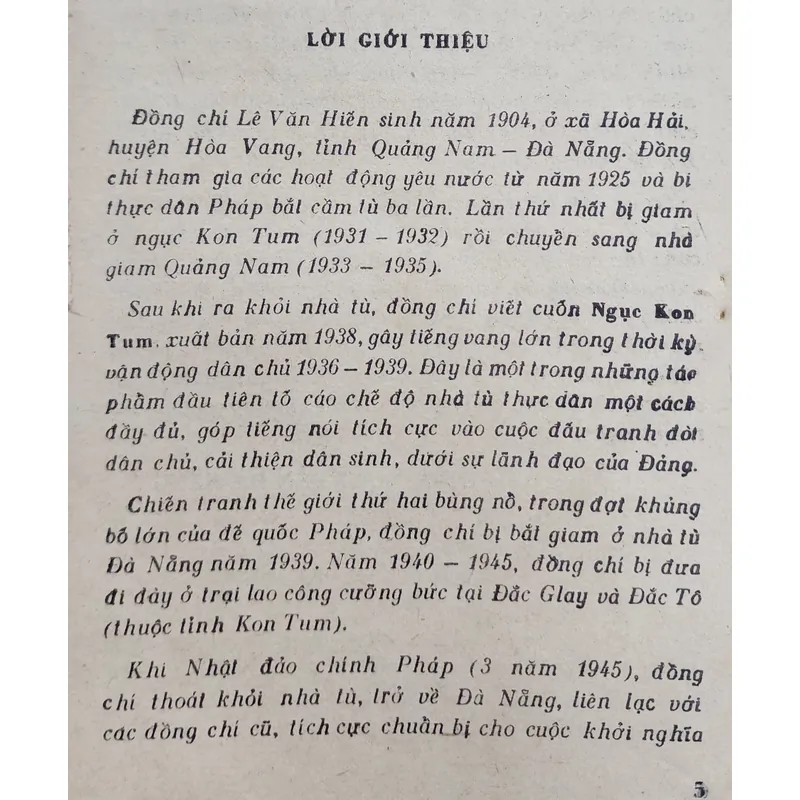 LỜI GIỚI THIỆU
Đồng chí Lê Văn Hiến sinh năm 1904, ở xã Hòa Hải,
huyện Hòa Vang, tỉnh Quảng Nam – Đà Nẵng. Đồng
chí tham gia các hoạt động yêu nước từ năm 1925 và bị
thực dân Pháp bắt cầm tù ba lần. Lần thứ nhất bị giam
ở ngục Kon Tum (1931 – 1932) rồi chuyển sang nhà
giam Quảng Nam (1933 – 1935).
Sau khi ra khỏi nhà tù, đồng chí viết cuốn Ngục Kon
Tum, xuất bản năm 1938, gây tiếng vang lớn trong thời kỳ
vận động dân chủ 1936 – 1939. Đây là một trong những tác
phẩm đầu tiên tố cáo chế độ nhà tù thực dân một cách
đầy đủ, góp tiếng nói tích cực vào cuộc đấu tranh đòi
dân chủ, cải thiện dân sinh, dưới sự lãnh đạo của Đảng.
Chiến tranh thế giới thứ hai bùng nổ, trong đợt khủng
bố lớn của đế quốc Pháp, đồng chí bị bắt giam ở nhà tù
Đà Nẵng năm 1939. Năm 1940 – 1945, đồng chí bị đưa
đi đày ở trại lao công cưỡng bức tại Đắc Glay và Đắc Tô
(thuộc tỉnh Kon Tum).
Khi Nhật đảo chính Pháp (3 năm 1945), đồng
chí thoát khỏi nhà tù, trở về Đà Nẵng, liên lạc với
các đồng chí cũ, tích cực chuẩn bị cho cuộc khởi nghĩa
5